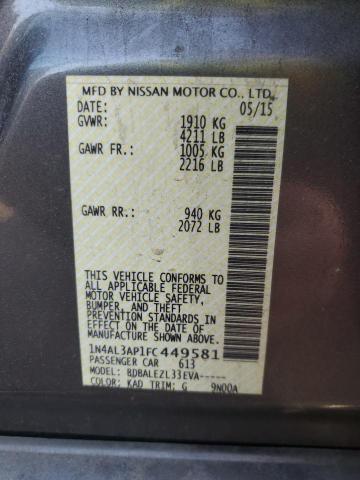 MFD BY NISSAN MOTOR CO., LTD.
DATE: 05/15
GVWR: 1910 KG
4211 LB
GAWR FR: 1005 KG
2216 LB
GAWR RR: 940 KG
2072 LB
THIS VEHICLE CONFORMS TO
ALL APPLICABLE FEDERAL
MOTOR VEHICLE SAFETY,
BUMPER, AND THEFT
PREVENTION STANDARDS
IN EFFECT ON THE DATE OF
MANUFACTURE SHOWN ABOVE.
1N4AL3AP1FC449581
PASSENGER CAR 613
MODEL: BDBALEZL33EVA-----
COLOR: KAD TRIM: G 9N00A